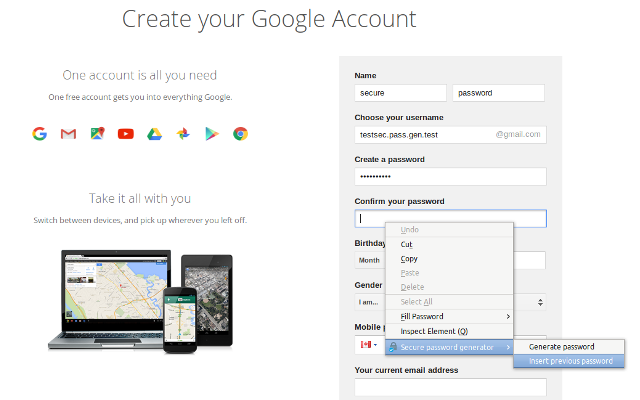 Create your Google Account
One account is all you need
One free account gets you into everything Google.
Take it all with you
Switch between devices, and pick up wherever you left off.
Name
secure password
Choose your username
testsec.pass.gen.test @gmail.com
Create a password
••••••••••
Confirm your password
Birthday
Month
Gender
I am...
Mobile p
Your current email address
Undo
Cut
Copy
Paste
Delete
Select All
Fill Password
Inspect Element (Q)
Secure password generator
Generate password
Insert previous password